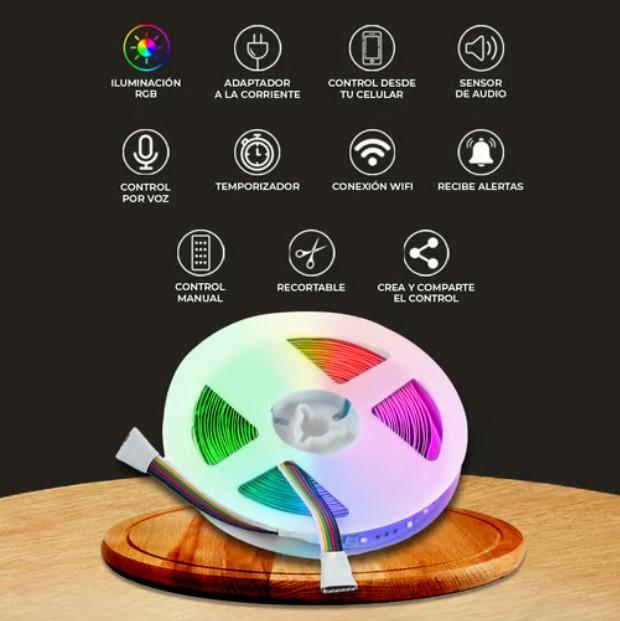 ILUMINACIÓN
RGB
ADAPTADOR
A LA CORRIENTE
CONTROL DESDE
TU CELULAR
SENSOR
DE AUDIO
CONTROL
POR VOZ
TEMPORIZADOR
CONEXIÓN WIFI
RECIBE ALERTAS
CONTROL
MANUAL
RECORTABLE
CREA Y COMPARTE
EL CONTROL